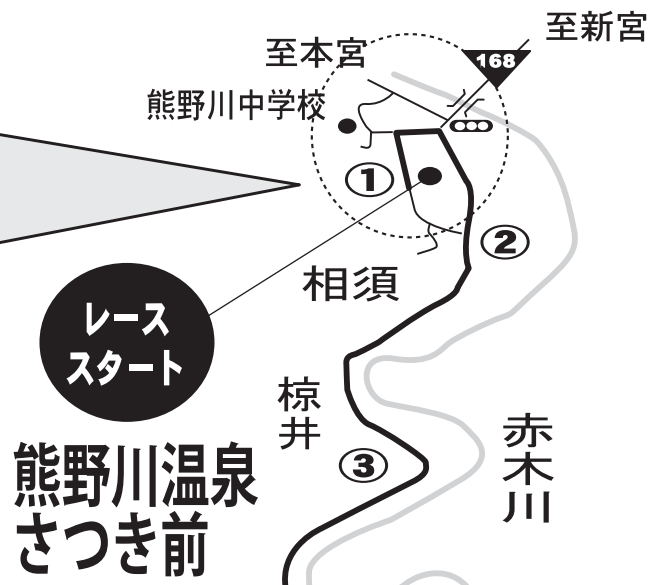 至新宮
至本宮
168
熊野川中学校
①
②
相須
レース
スタート
椋井
③
赤木川
熊野川温泉
さつき前